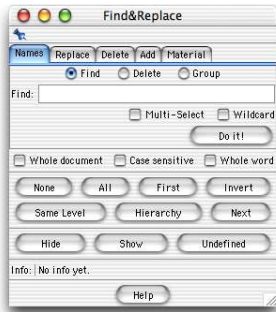 Find&Replace
Names Replace Delete Add Material
Find Delete Group
Find:
Multi-Select Wildcard
Do it!
Whole document Case sensitive Whole word
None All First Invert
Same Level Hierarchy Next
Hide Show Undefined
Info: No info yet.
Help